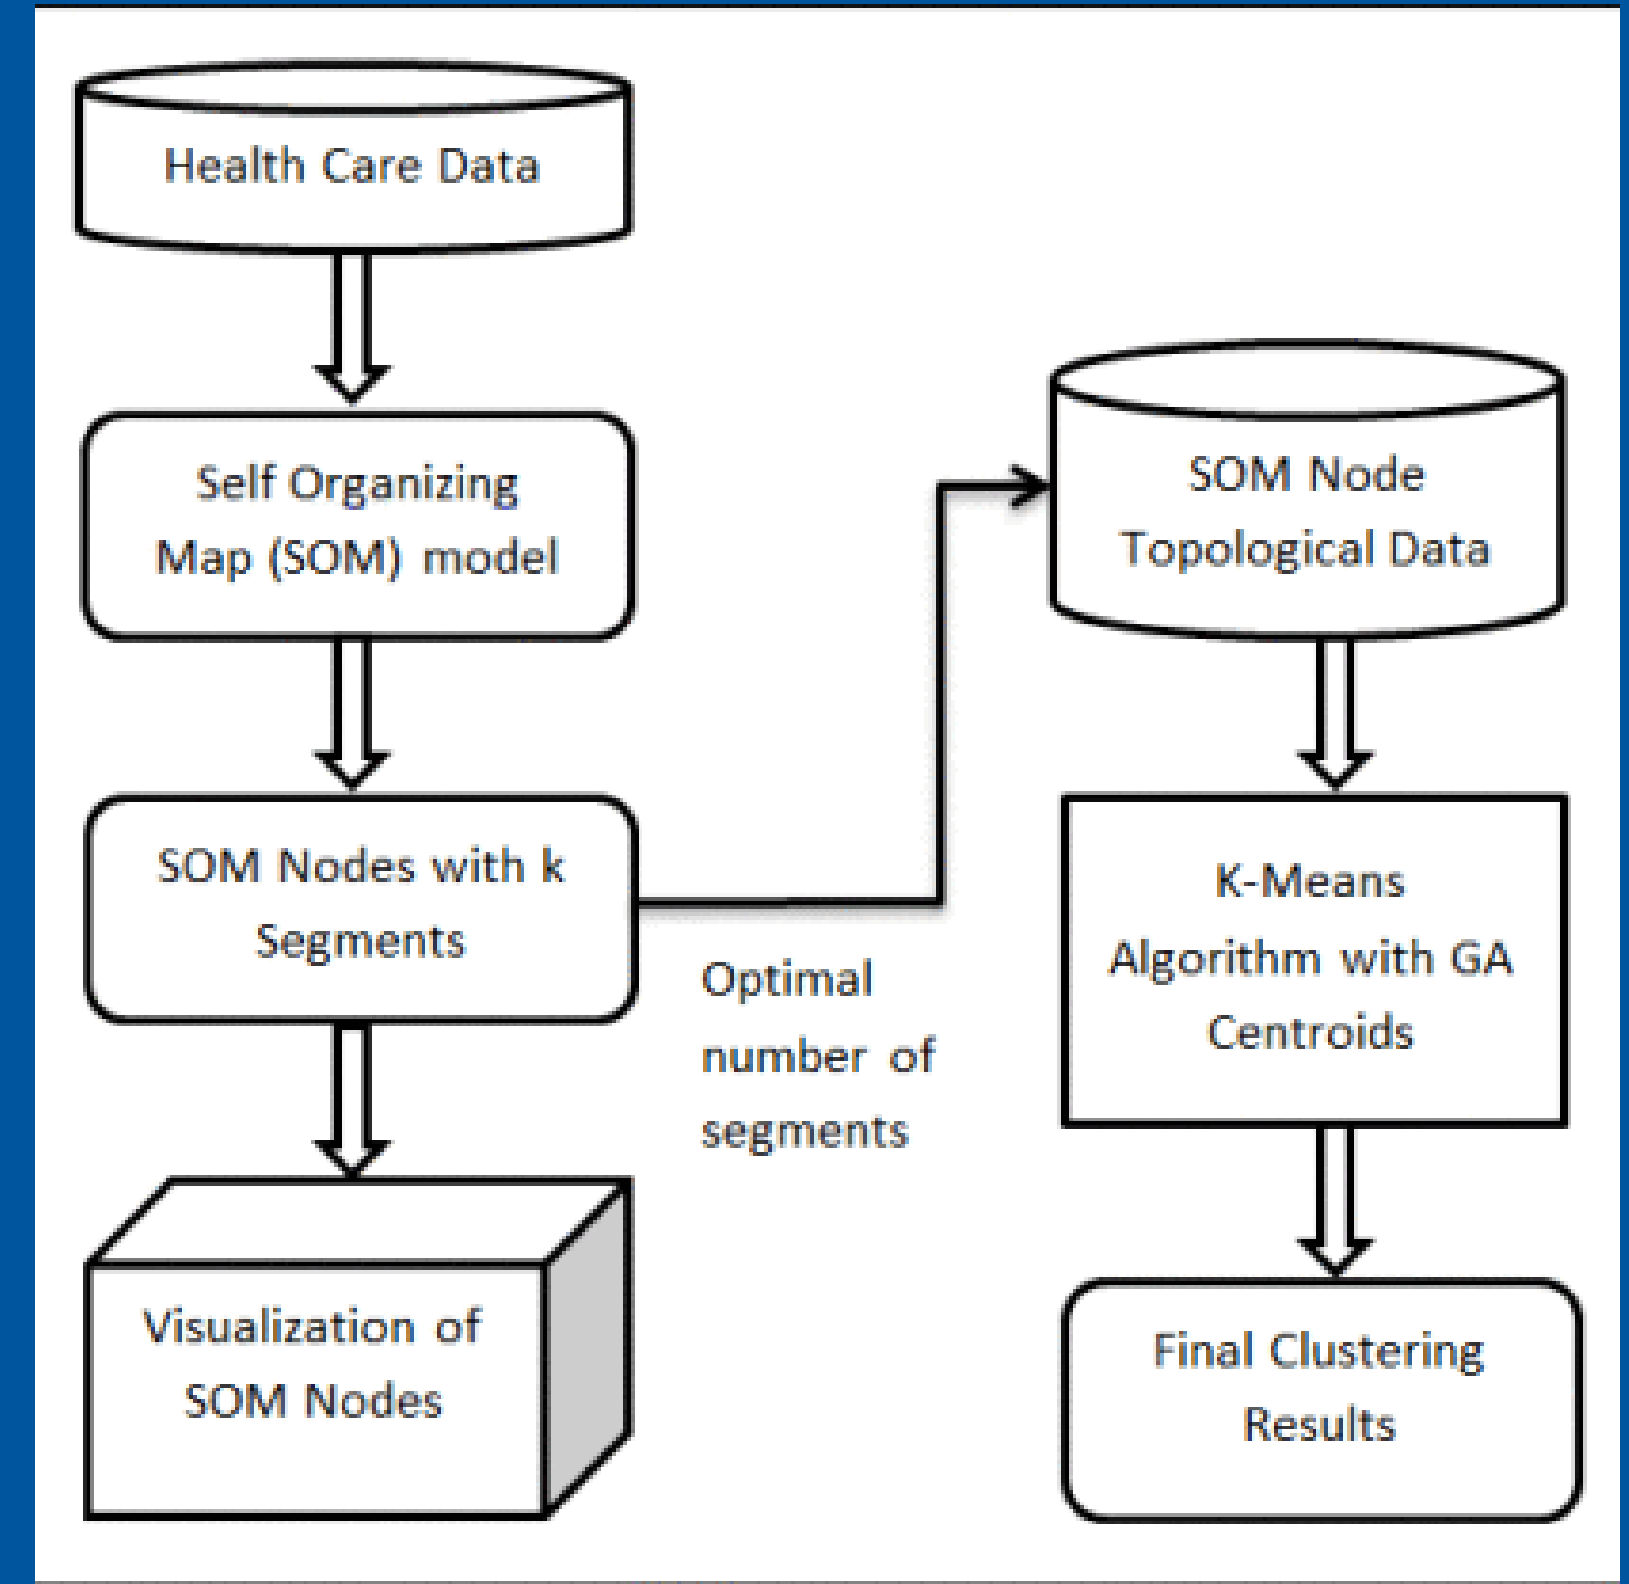 Health Care Data
Self Organizing
Map (SOM) model
SOM Nodes with k
Segments
Optimal
number of
segments
Visualization of
SOM Nodes
SOM Node
Topological Data
K-Means
Algorithm with GA
Centroids
Final Clustering
Results